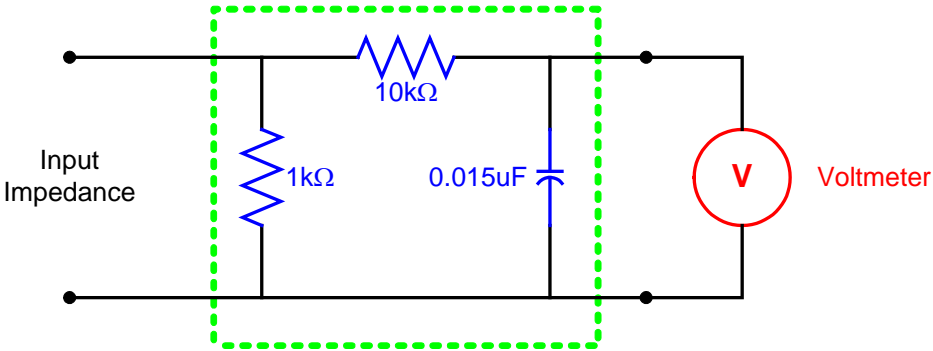 10kΩ
Input
Impedance
1kΩ
0.015uF
V
Voltmeter